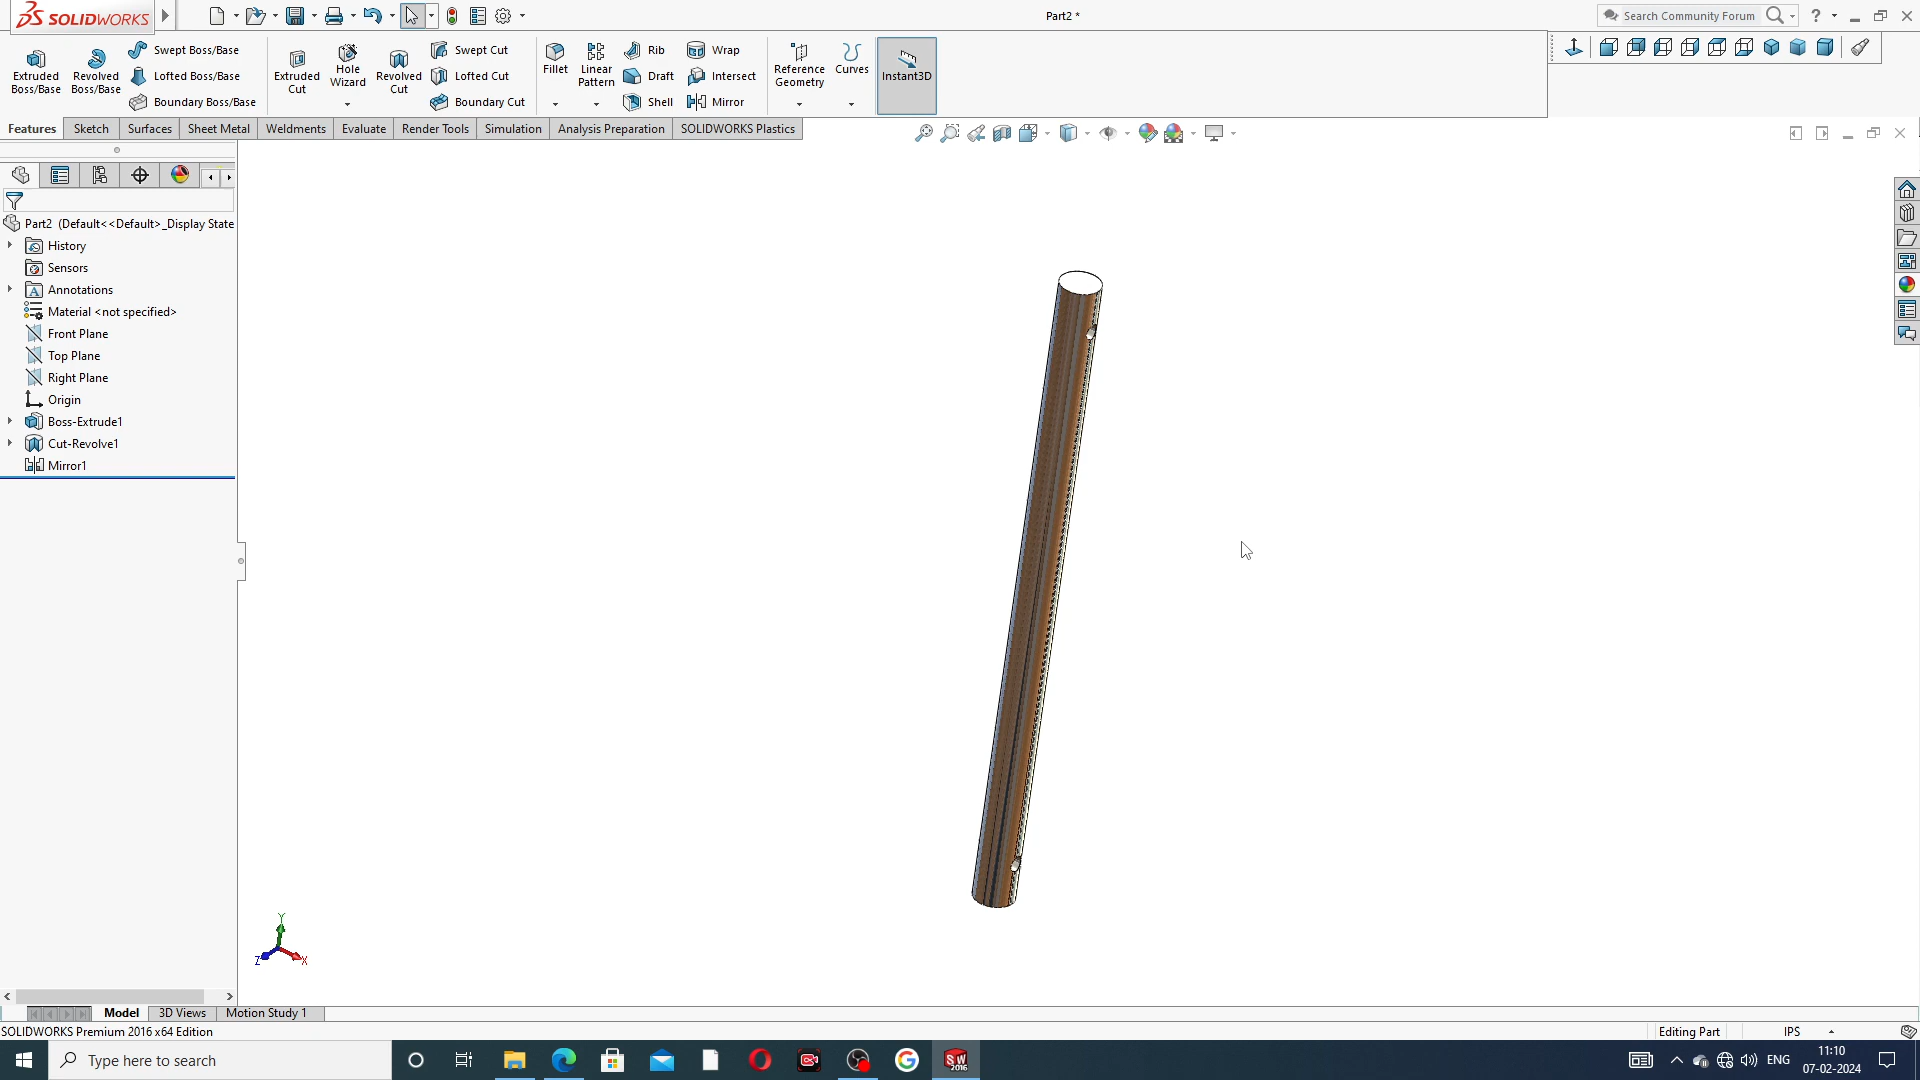 SOLIDWORKS
Part2 *
Search Community Forum
?
Extruded Boss/Base
Revolved Boss/Base
Swept Boss/Base
Lofted Boss/Base
Boundary Boss/Base
Extruded Cut
Hole Wizard
Revolved Cut
Swept Cut
Lofted Cut
Boundary Cut
Fillet
Linear Pattern
Rib
Draft
Shell
Wrap
Intersect
Mirror
Reference Geometry
Curves
Instant3D
Features
Sketch
Surfaces
Sheet Metal
Weldments
Evaluate
Render Tools
Simulation
Analysis Preparation
SOLIDWORKS Plastics
Part2 (Default<<Default>_Display State
History
Sensors
A Annotations
Material <not specified>
Front Plane
Top Plane
Right Plane
Origin
Boss-Extrude1
Cut-Revolve1
Mirror1
Y
Z
X
Model
3D Views
Motion Study 1
SOLIDWORKS Premium 2016 x64 Edition
Editing Part
IPS
Type here to search
SW
2016
ENG
11:10
07-02-2024